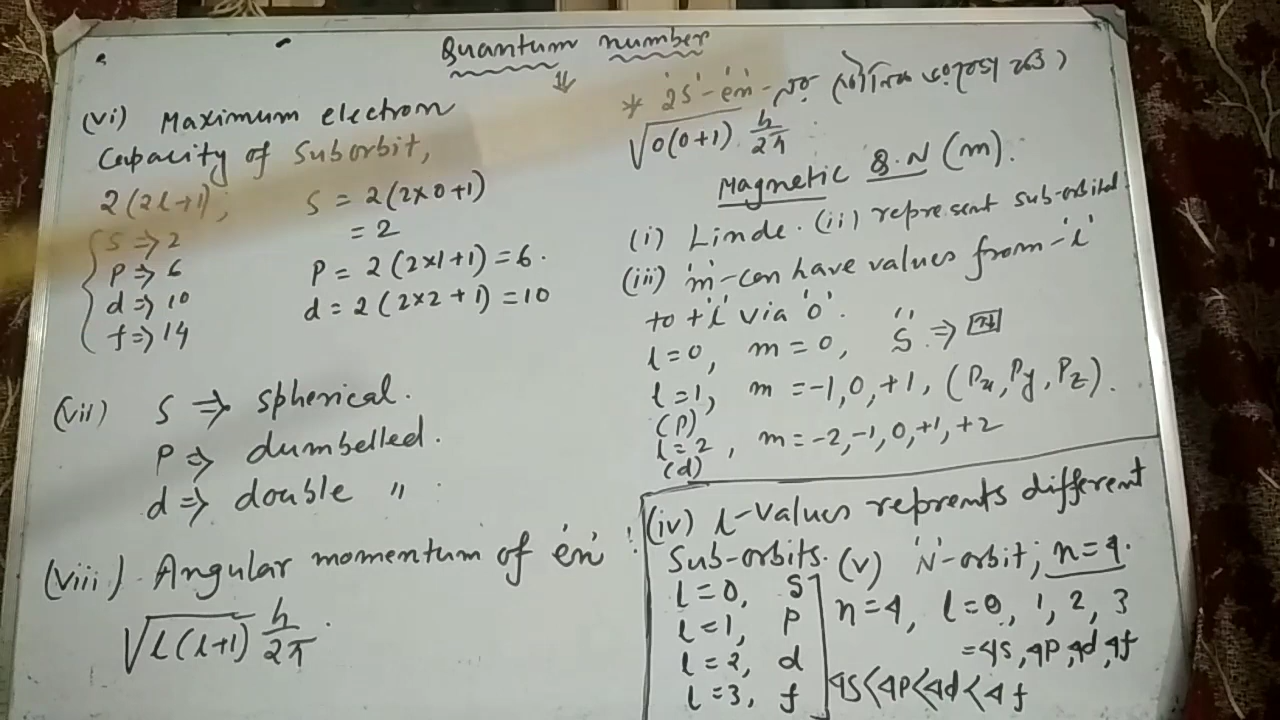 Quantum number
(vi) Maximum electron
Capacity of Suborbit,
2(2l+1);
S = 2(2×0+1)
= 2
S ⇒ 2
P ⇒ 6
d ⇒ 10
f ⇒ 14
P = 2(2×1+1) = 6.
d = 2(2×2+1) = 10
(vii) S ⇒ spherical.
P ⇒ dumbelled.
d ⇒ double "
(viii) Angular momentum of 'en'
√l(l+1) h/2π.
* '2s'-'en'-
√0(0+1) h/2π
Magnetic Q.N (m).
(i) Linde. (ii) represent sub-orbital
(iii) 'm'-can have values from -'l'
to +'l' via '0'.
l=0, m=0, 'S' ⇒ ⥮
l=1, m=-1,0,+1, (Px, Py, Pz).
(P)
l=2, m=-2,-1,0,+1,+2
(d)
(iv) l-values reprents different
Sub-orbits. (v) 'N'-orbit; n=4.
l=0, S
l=1, P
l=2, d
l=3, f
n=4, l=0, 1, 2, 3
=4s, 4p, 4d, 4f
4s<4p<4d<4f